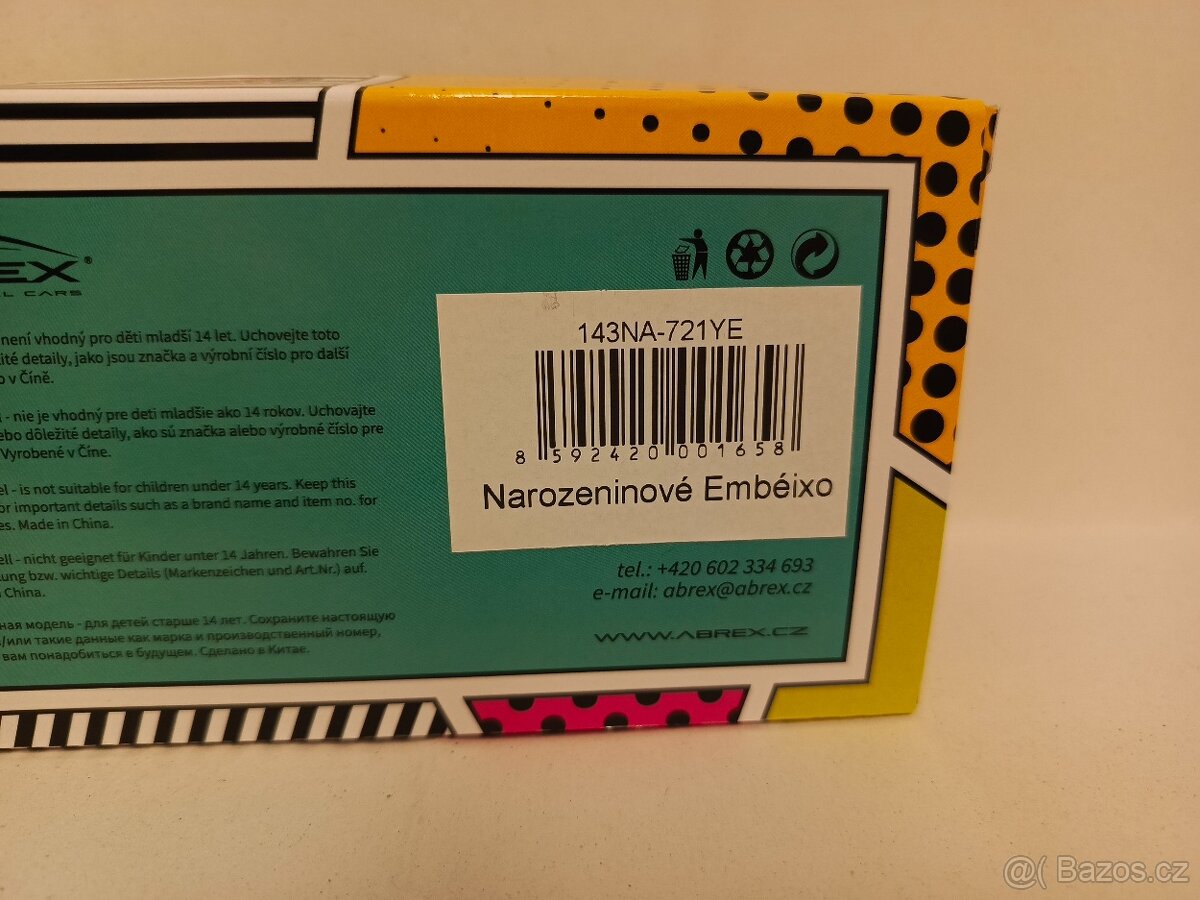 EX®
L CARS
není vhodný pro děti mladší 14 let. Uchovejte toto
ité detaily, jako jsou značka a výrobní číslo pro další
o v Číně.
- nie je vhodný pre deti mladšie ako 14 rokov. Uchovajte
ebo dôležité detaily, ako sú značka alebo výrobné číslo pre
Vyrobené v Číne.
el - is not suitable for children under 14 years. Keep this
or important details such as a brand name and item no. for
es. Made in China.
ell - nicht geeignet für Kinder unter 14 Jahren. Bewahren Sie
ung bzw. wichtige Details (Markenzeichen und Art.Nr.) auf.
China.
ная модель - для детей старше 14 лет. Сохраните настоящую
/или такие данные как марка и производственный номер,
вам понадобиться в будущем. Сделано в Китае.
143NA-721YE
8 592420 001658
Narozeninové Embéixo
tel.: +420 602 334 693
e-mail: abrex@abrex.cz
WWW.ABREX.CZ
@( Bazos.cz